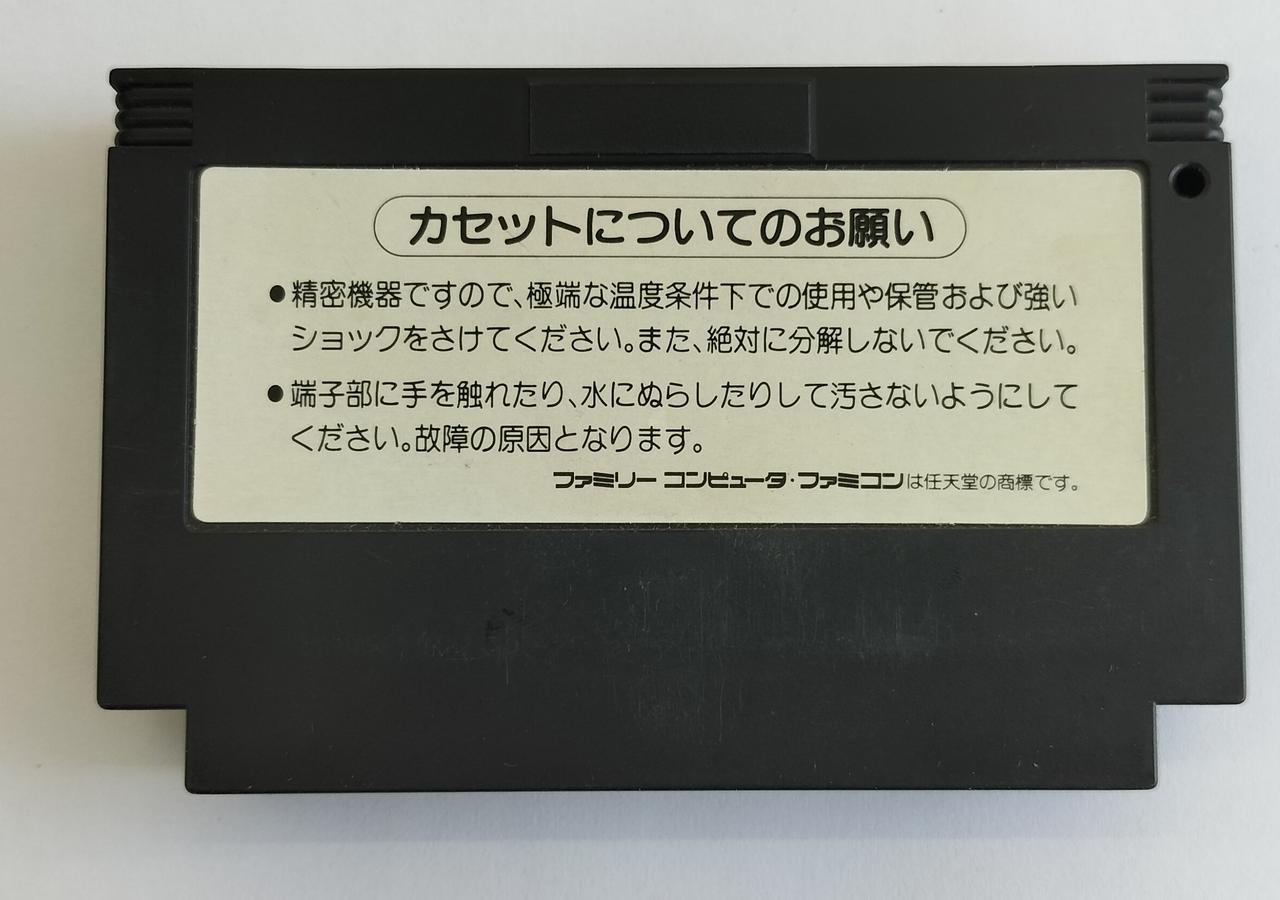 カセットについてのお願い
●精密機器ですので、極端な温度条件下での使用や保管および強い
ショックをさけてください。また、絶対に分解しないでください。
●端子部に手を触れたり、水にぬらしたりして汚さないようにして
ください。故障の原因となります。
ファミリー コンピュータ・ファミコンは任天堂の商標です。